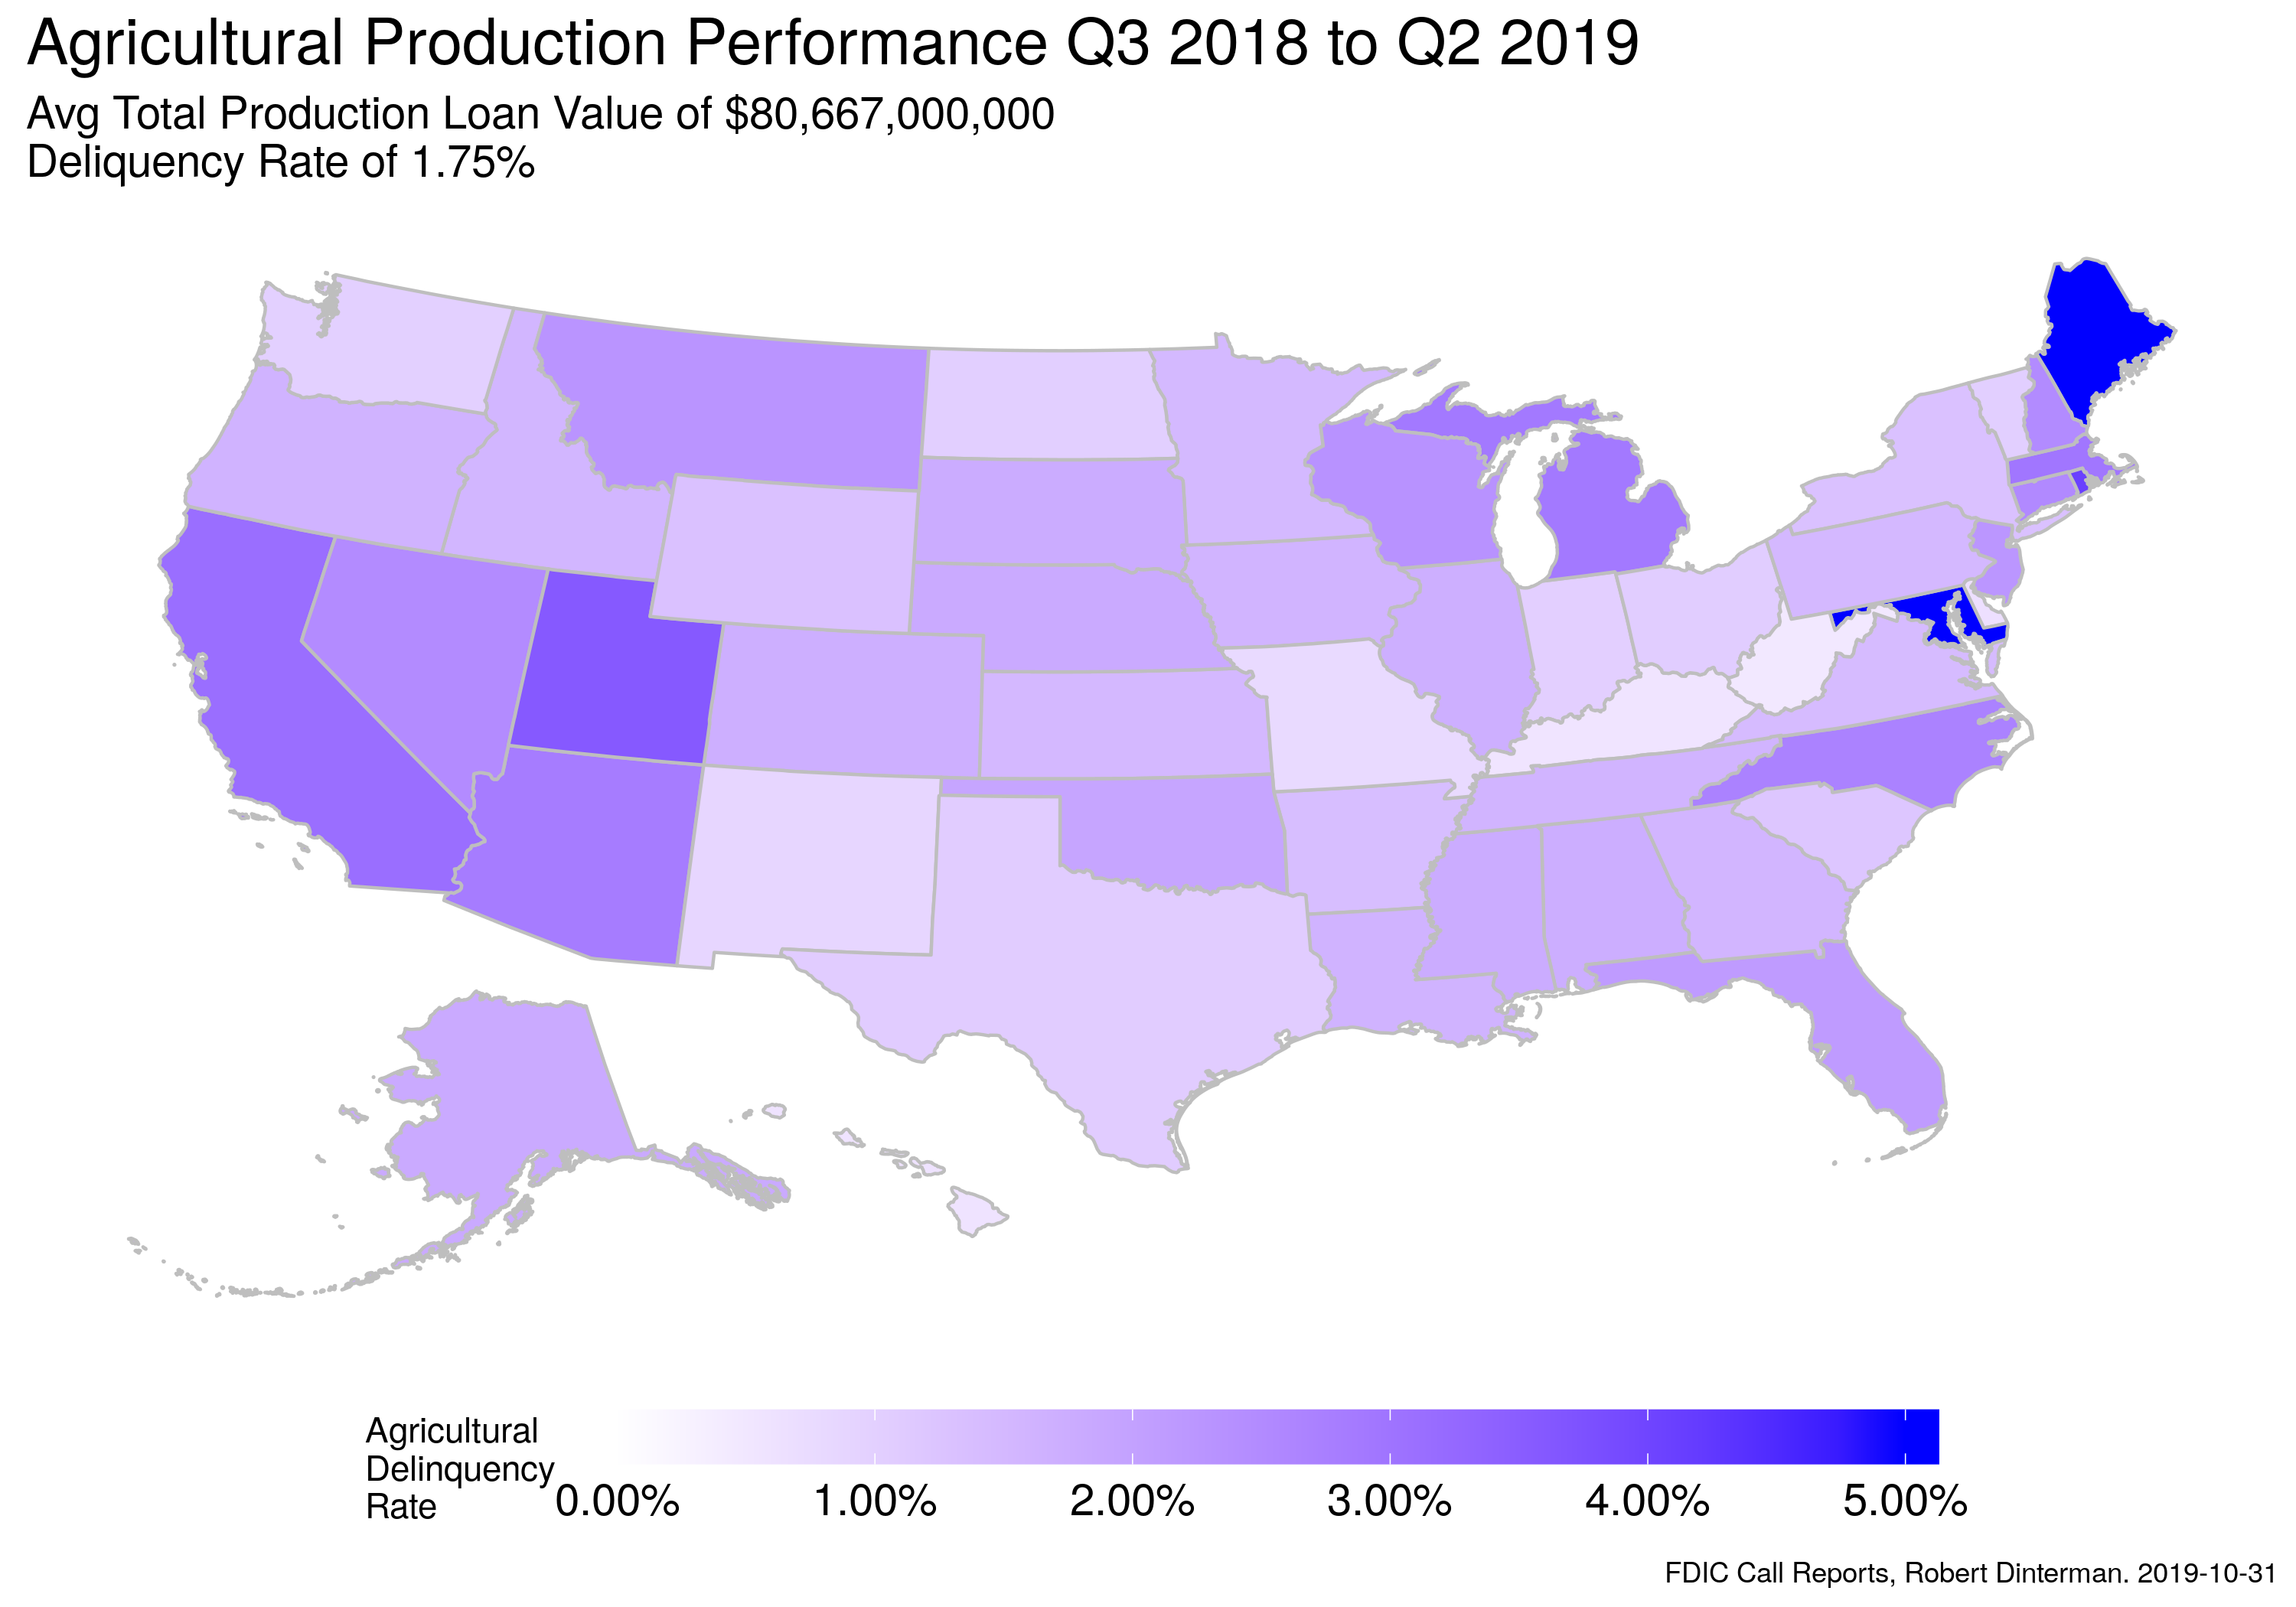 Agricultural Production Performance Q3 2018 to Q2 2019
Avg Total Production Loan Value of $80,667,000,000
Deliquency Rate of 1.75%
Agricultural
Delinquency
Rate
0.00% 1.00% 2.00% 3.00% 4.00% 5.00%
FDIC Call Reports, Robert Dinterman. 2019-10-31